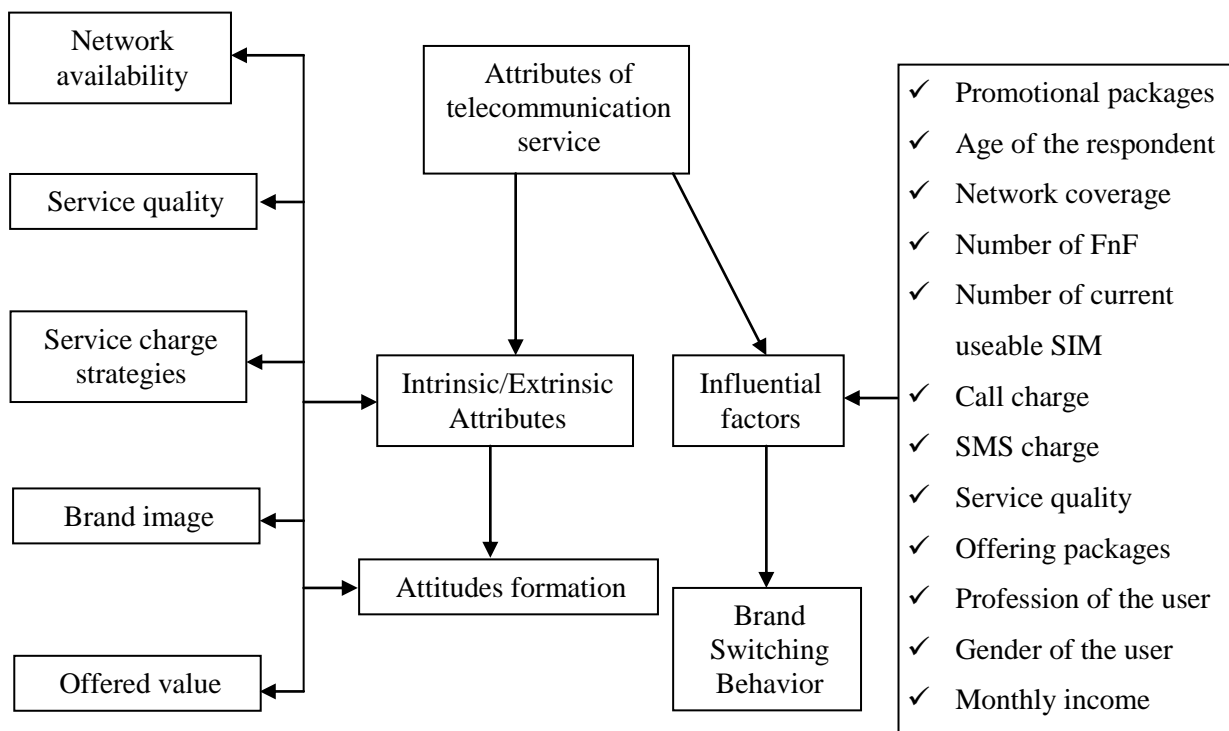 Network
availability
Service quality
Service charge
strategies
Brand image
Offered value
Attributes of
telecommunication
service
Intrinsic/Extrinsic
Attributes
Attitudes formation
Influential
factors
Brand
Switching
Behavior
✓ Promotional packages
✓ Age of the respondent
✓ Network coverage
✓ Number of FnF
✓ Number of current
useable SIM
✓ Call charge
✓ SMS charge
✓ Service quality
✓ Offering packages
✓ Profession of the user
✓ Gender of the user
✓ Monthly income